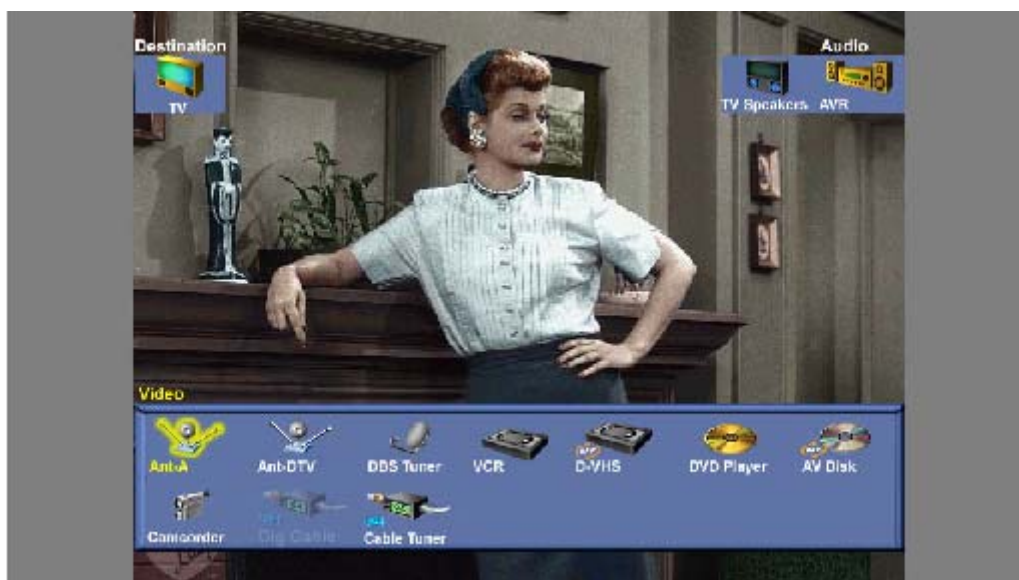 Destination
Audio
TV
TV Speakers AVR
Video
Ant-A Ant-DTV DBS Tuner VCR D-VHS DVD Player AV Disk
Camcorder Dig Cable Cable Tuner